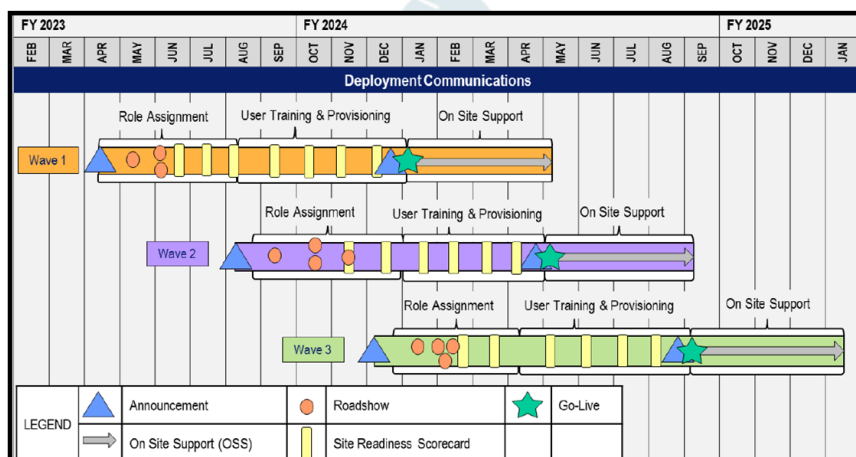 FY 2023 FY 2024 FY 2025
FEB MAR APR MAY JUN JUL AUG SEP OCT NOV DEC JAN FEB MAR APR MAY JUN JUL AUG SEP OCT NOV DEC JAN
Deployment Communications
Role Assignment User Training & Provisioning On Site Support
Wave 1
Role Assignment User Training & Provisioning On Site Support
Wave 2
Role Assignment User Training & Provisioning On Site Support
Wave 3
LEGEND
Announcement Roadshow Go-Live
On Site Support (OSS) Site Readiness Scorecard